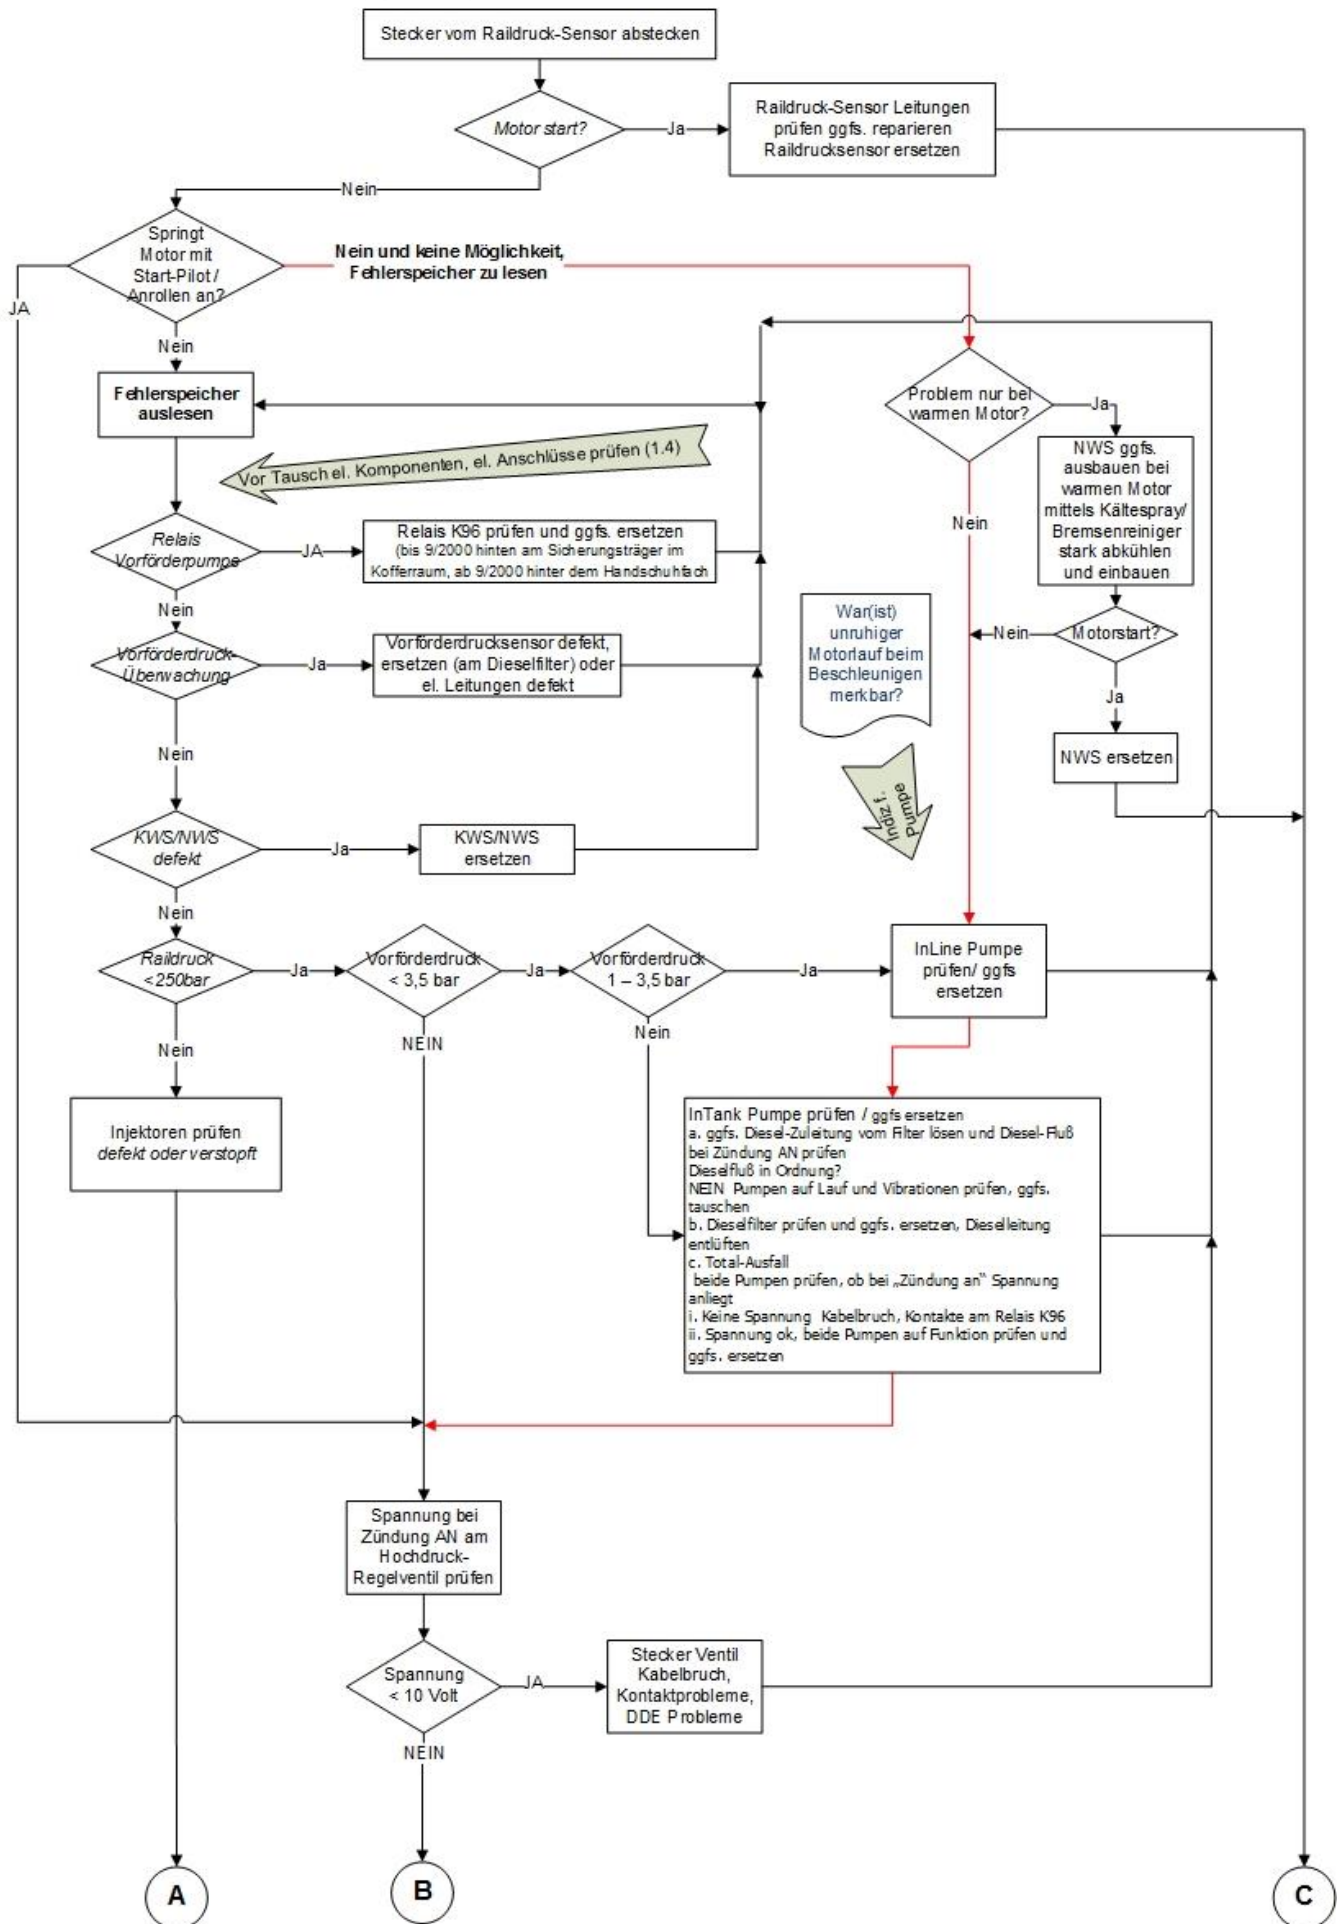 Stecker vom Raildruck-Sensor abstecken
Motor start?
Ja
Raildruck-Sensor Leitungen
prüfen ggfs. reparieren
Raildrucksensor ersetzen
Nein
Springt
Motor mit
Start-Pilot /
Anrollen an?
Nein und keine Möglichkeit,
Fehlerspeicher zu lesen
JA
Nein
Fehlerspeicher
auslesen
Problem nur bei
warmen Motor?
Ja
NWS ggfs.
ausbauen bei
warmen Motor
mittels Kältespray/
Bremsenreiniger
stark abkühlen
und einbauen
Vor Tausch el. Komponenten, el. Anschlüsse prüfen (1.4)
Nein
Relais
Vorförderpumpe
JA
Relais K96 prüfen und ggfs. ersetzen
(bis 9/2000 hinten am Sicherungsträger im
Kofferraum, ab 9/2000 hinter dem Handschuhfach
Nein
War(ist)
unruhiger
Motorlauf beim
Beschleunigen
merkbar?
Nein
Motorstart?
Vorförderdruck-
Überwachung
Ja
Vorförderdrucksensor defekt,
ersetzen (am Dieselfilter) oder
el. Leitungen defekt
Ja
Nein
NWS ersetzen
Indiz f.
Pumpe
KWS/NWS
defekt
Ja
KWS/NWS
ersetzen
Nein
Raildruck
<250bar
Ja
Vorförderdruck
< 3,5 bar
Ja
Vorförderdruck
1 – 3,5 bar
Ja
InLine Pumpe
prüfen/ ggfs
ersetzen
Nein
NEIN
Nein
Injektoren prüfen
defekt oder verstopft
InTank Pumpe prüfen / ggfs ersetzen
a. ggfs. Diesel-Zuleitung vom Filter lösen und Diesel-Fluß
bei Zündung AN prüfen
Dieselfluß in Ordnung?
NEIN Pumpen auf Lauf und Vibrationen prüfen, ggfs.
tauschen
b. Dieselfilter prüfen und ggfs. ersetzen, Dieselleitung
entlüften
c. Total-Ausfall
beide Pumpen prüfen, ob bei „Zündung an“ Spannung
anliegt
i. Keine Spannung Kabelbruch, Kontakte am Relais K96
ii. Spannung ok, beide Pumpen auf Funktion prüfen und
ggfs. ersetzen
Spannung bei
Zündung AN am
Hochdruck-
Regelventil prüfen
Spannung
< 10 Volt
JA
Stecker Ventil
Kabelbruch,
Kontaktprobleme,
DDE Probleme
NEIN
A
B
C